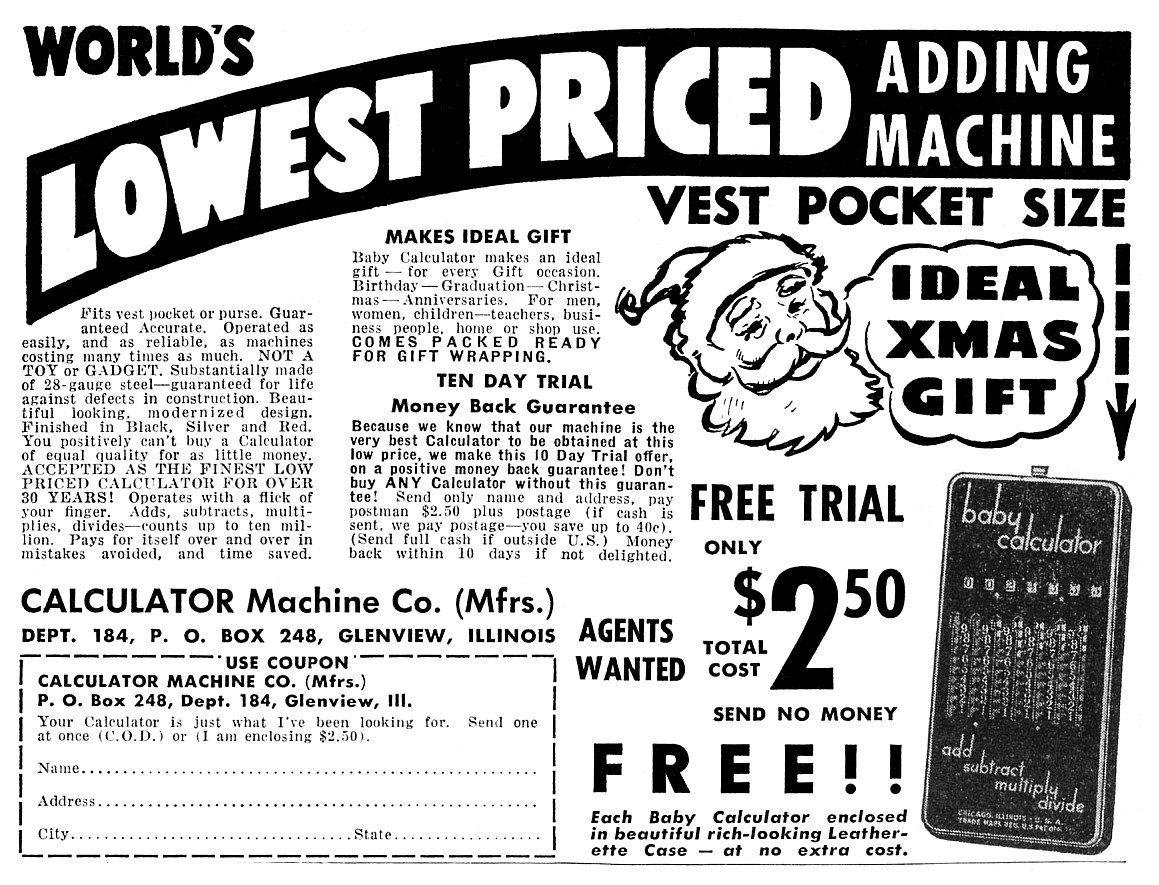 WORLD'S
LOWEST PRICED
ADDING
MACHINE
VEST POCKET SIZE
Fits vest pocket or purse. Guar-
anteed Accurate. Operated as
easily, and as reliable, as machines
costing many times as much. NOT A
TOY or GADGET. Substantially made
of 28-gauge steel—guaranteed for life
against defects in construction. Beau-
tiful looking, modernized design.
Finished in Black, Silver and Red.
You positively can't buy a Calculator
of equal quality for as little money.
ACCEPTED AS THE FINEST LOW
PRICED CALCULATOR FOR OVER
30 YEARS! Operates with a flick of
your finger. Adds, subtracts, multi-
plies, divides—counts up to ten mil-
lion. Pays for itself over and over in
mistakes avoided, and time saved.
MAKES IDEAL GIFT
Baby Calculator makes an ideal
gift — for every Gift occasion.
Birthday—Graduation—Christ-
mas—Anniversaries. For men,
women, children—teachers, busi-
ness people, home or shop use.
COMES PACKED READY
FOR GIFT WRAPPING.
TEN DAY TRIAL
Money Back Guarantee
Because we know that our machine is the
very best Calculator to be obtained at this
low price, we make this 10 Day Trial offer,
on a positive money back guarantee! Don't
buy ANY Calculator without this guaran-
tee! Send only name and address, pay
postman $2.50 plus postage (if cash is
sent, we pay postage—you save up to 40c).
(Send full cash if outside U.S.) Money
back within 10 days if not delighted.
IDEAL
XMAS
GIFT
FREE TRIAL
ONLY
$2.50
TOTAL
COST
SEND NO MONEY
AGENTS
WANTED
FREE!!
Each Baby Calculator enclosed
in beautiful rich-looking Leather-
ette Case — at no extra cost.
baby
calculator
add
subtract
multiply
divide
CHICAGO, ILLINOIS U.S.A.
TRADE MARK REG. U.S. PAT. OFF.
CALCULATOR Machine Co. (Mfrs.)
DEPT. 184, P. O. BOX 248, GLENVIEW, ILLINOIS
USE COUPON
CALCULATOR MACHINE CO. (Mfrs.)
P. O. Box 248, Dept. 184, Glenview, Ill.
Your Calculator is just what I've been looking for. Send one
at once (C.O.D.) or (I am enclosing $2.50).
Name
Address
City State